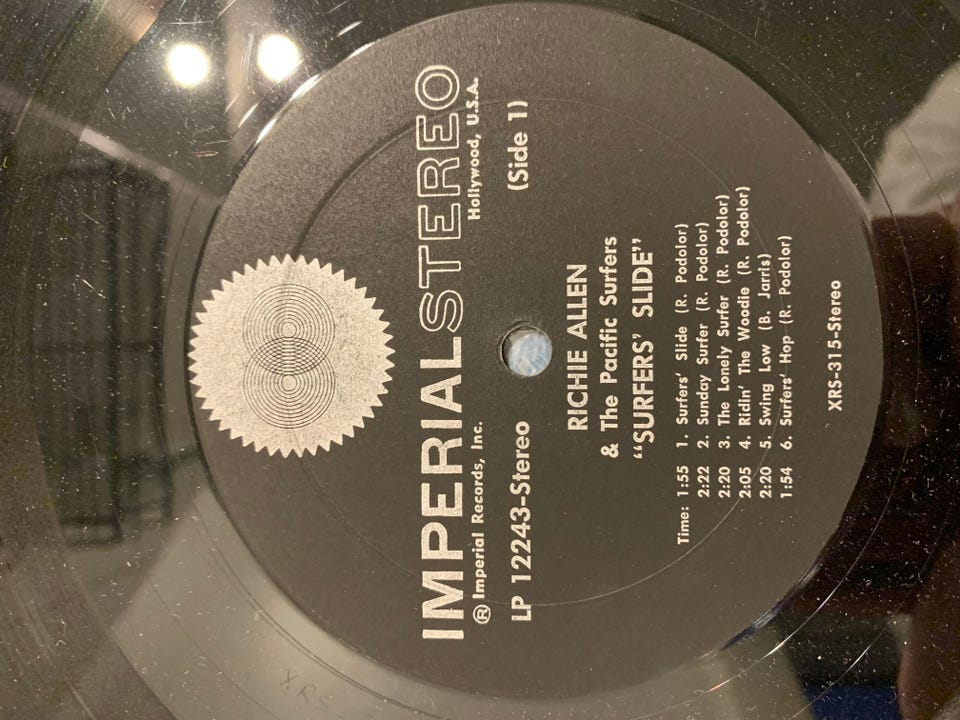 IMPERIALSTEREO
® Imperial Records, Inc. Hollywood, U.S.A.
LP 12243-Stereo (Side 1)
RICHIE ALLEN
& The Pacific Surfers
“SURFERS’ SLIDE”
Time: 1:55 1. Surfers’ Slide (R. Podolor)
2:22 2. Sunday Surfer (R. Podolor)
2:20 3. The Lonely Surfer (R. Podolor)
2:05 4. Ridin’ The Woodie (R. Podolor)
2:20 5. Swing Low (B. Jarris)
1:54 6. Surfers’ Hop (R. Podolor)
XRS-315-Stereo